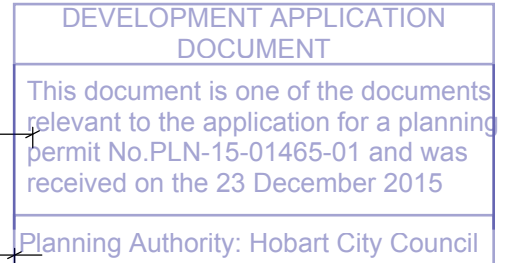 DEVELOPMENT APPLICATION
DOCUMENT
This document is one of the documents
relevant to the application for a planning
permit No.PLN-15-01465-01 and was
received on the 23 December 2015
Planning Authority: Hobart City Council